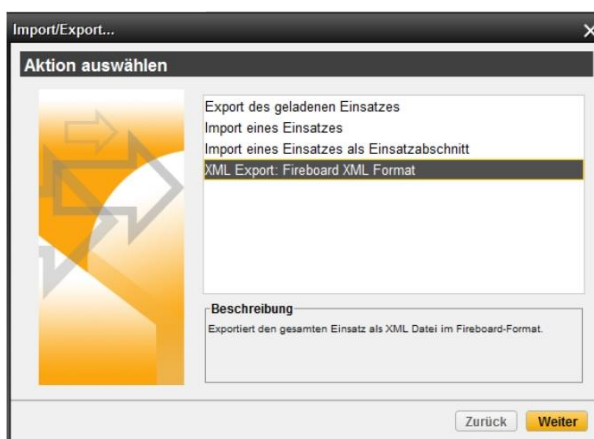 Import/Export...
Aktion auswählen
Export des geladenen Einsatzes
Import eines Einsatzes
Import eines Einsatzes als Einsatzabschnitt
XML Export: Fireboard XML Format
Beschreibung
Exportiert den gesamten Einsatz als XML Datei im Fireboard-Format.
Zurück Weiter